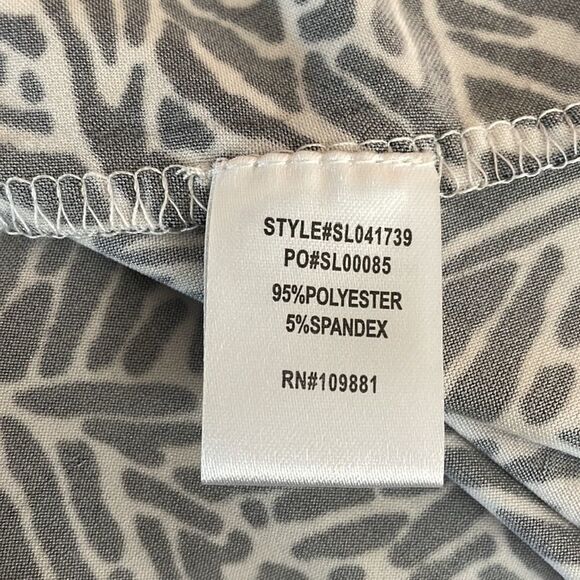 STYLE#SL041739
PO#SL00085
95%POLYESTER
5%SPANDEX
RN#109881